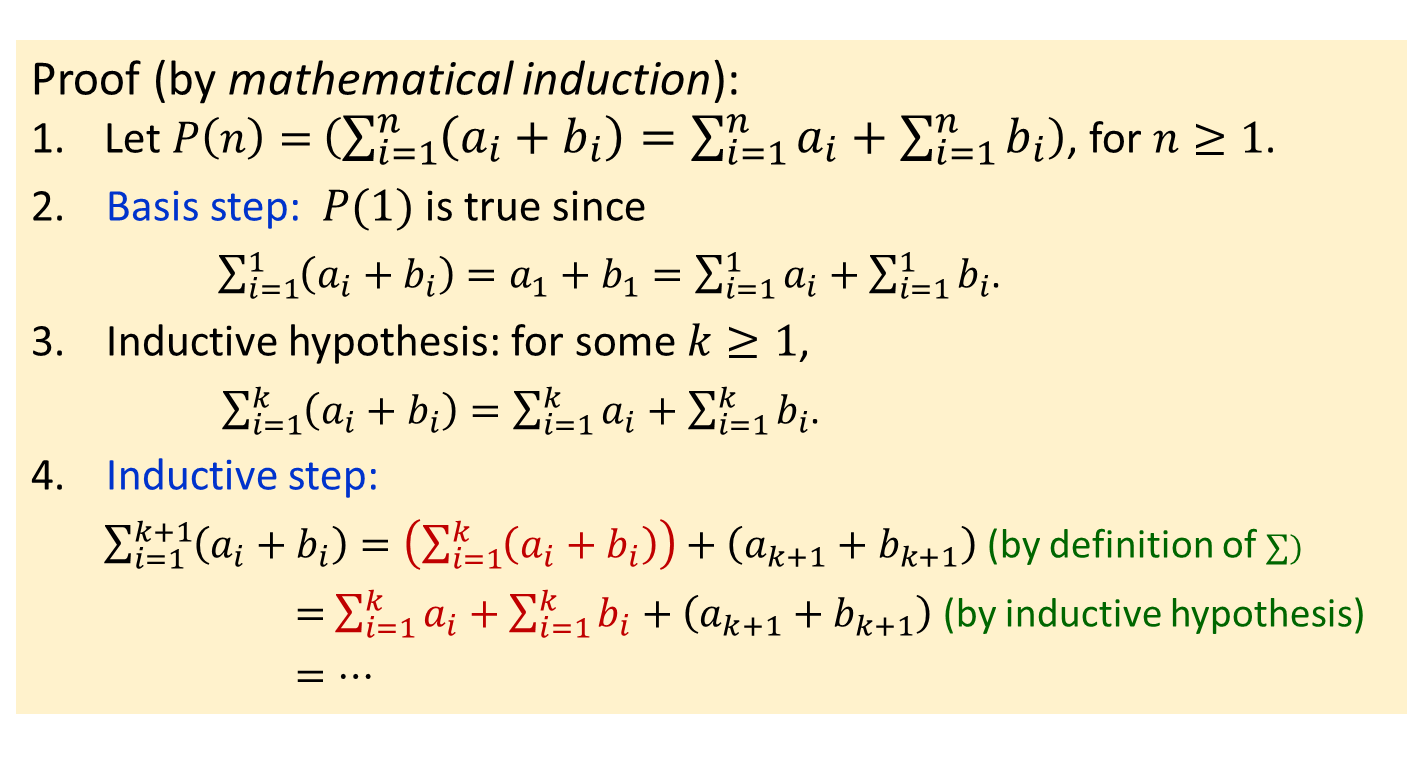 Proof (by mathematical induction):
1. Let P(n) = (∑ⁿᵢ₌₁(aᵢ + bᵢ) = ∑ⁿᵢ₌₁ aᵢ + ∑ⁿᵢ₌₁ bᵢ), for n ≥ 1.
2. Basis step: P(1) is true since
∑¹ᵢ₌₁(aᵢ + bᵢ) = a₁ + b₁ = ∑¹ᵢ₌₁ aᵢ + ∑¹ᵢ₌₁ bᵢ.
3. Inductive hypothesis: for some k ≥ 1,
∑ᵏᵢ₌₁(aᵢ + bᵢ) = ∑ᵏᵢ₌₁ aᵢ + ∑ᵏᵢ₌₁ bᵢ.
4. Inductive step:
∑ᵏ⁺¹ᵢ₌₁(aᵢ + bᵢ) = (∑ᵏᵢ₌₁(aᵢ + bᵢ)) + (aₖ₊₁ + bₖ₊₁) (by definition of ∑)
= ∑ᵏᵢ₌₁ aᵢ + ∑ᵏᵢ₌₁ bᵢ + (aₖ₊₁ + bₖ₊₁) (by inductive hypothesis)
= ⋯